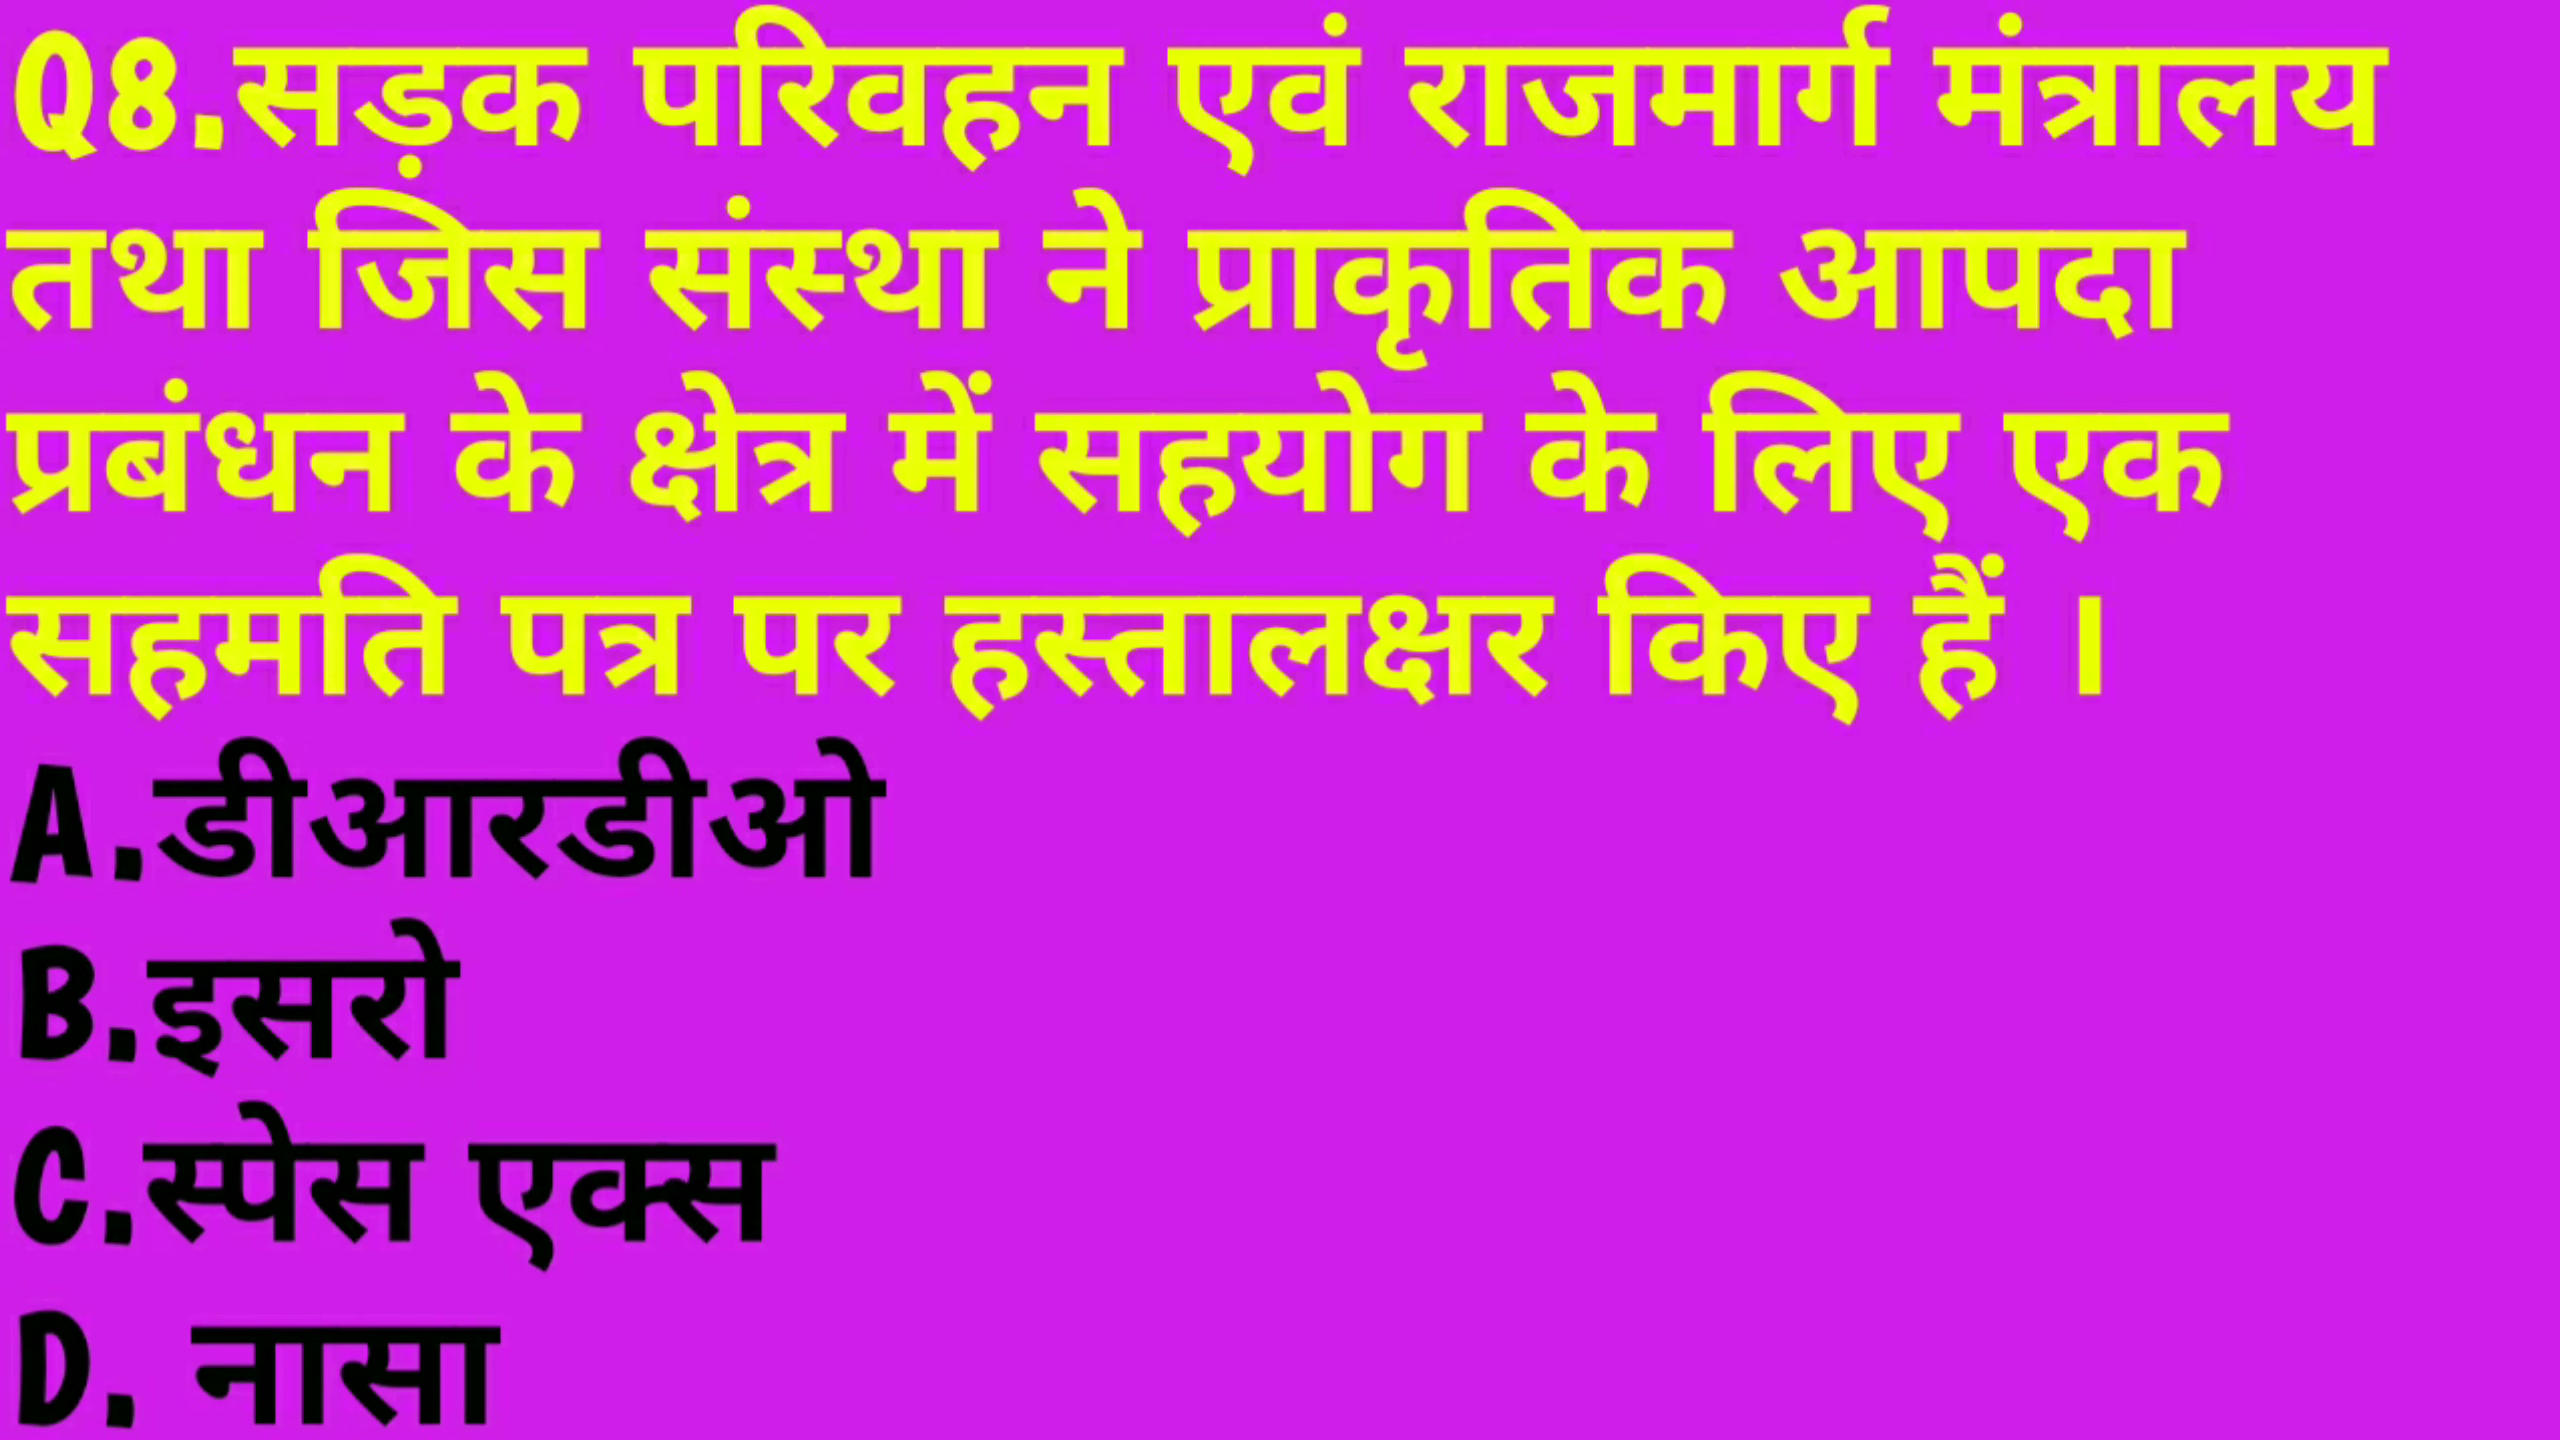 Q8.सड़क परिवहन एवं राजमार्ग मंत्रालय
तथा जिंस संस्था ने प्राकृतिक आपदा
प्रबंधन के क्षेत्र में सहयोग के लिए एक
सहमति पत्र पर हस्तालक्षर किए हैं ।
A.डीआरडीओ
B.इसरो
C.स्पेस एक्स
D. नासा